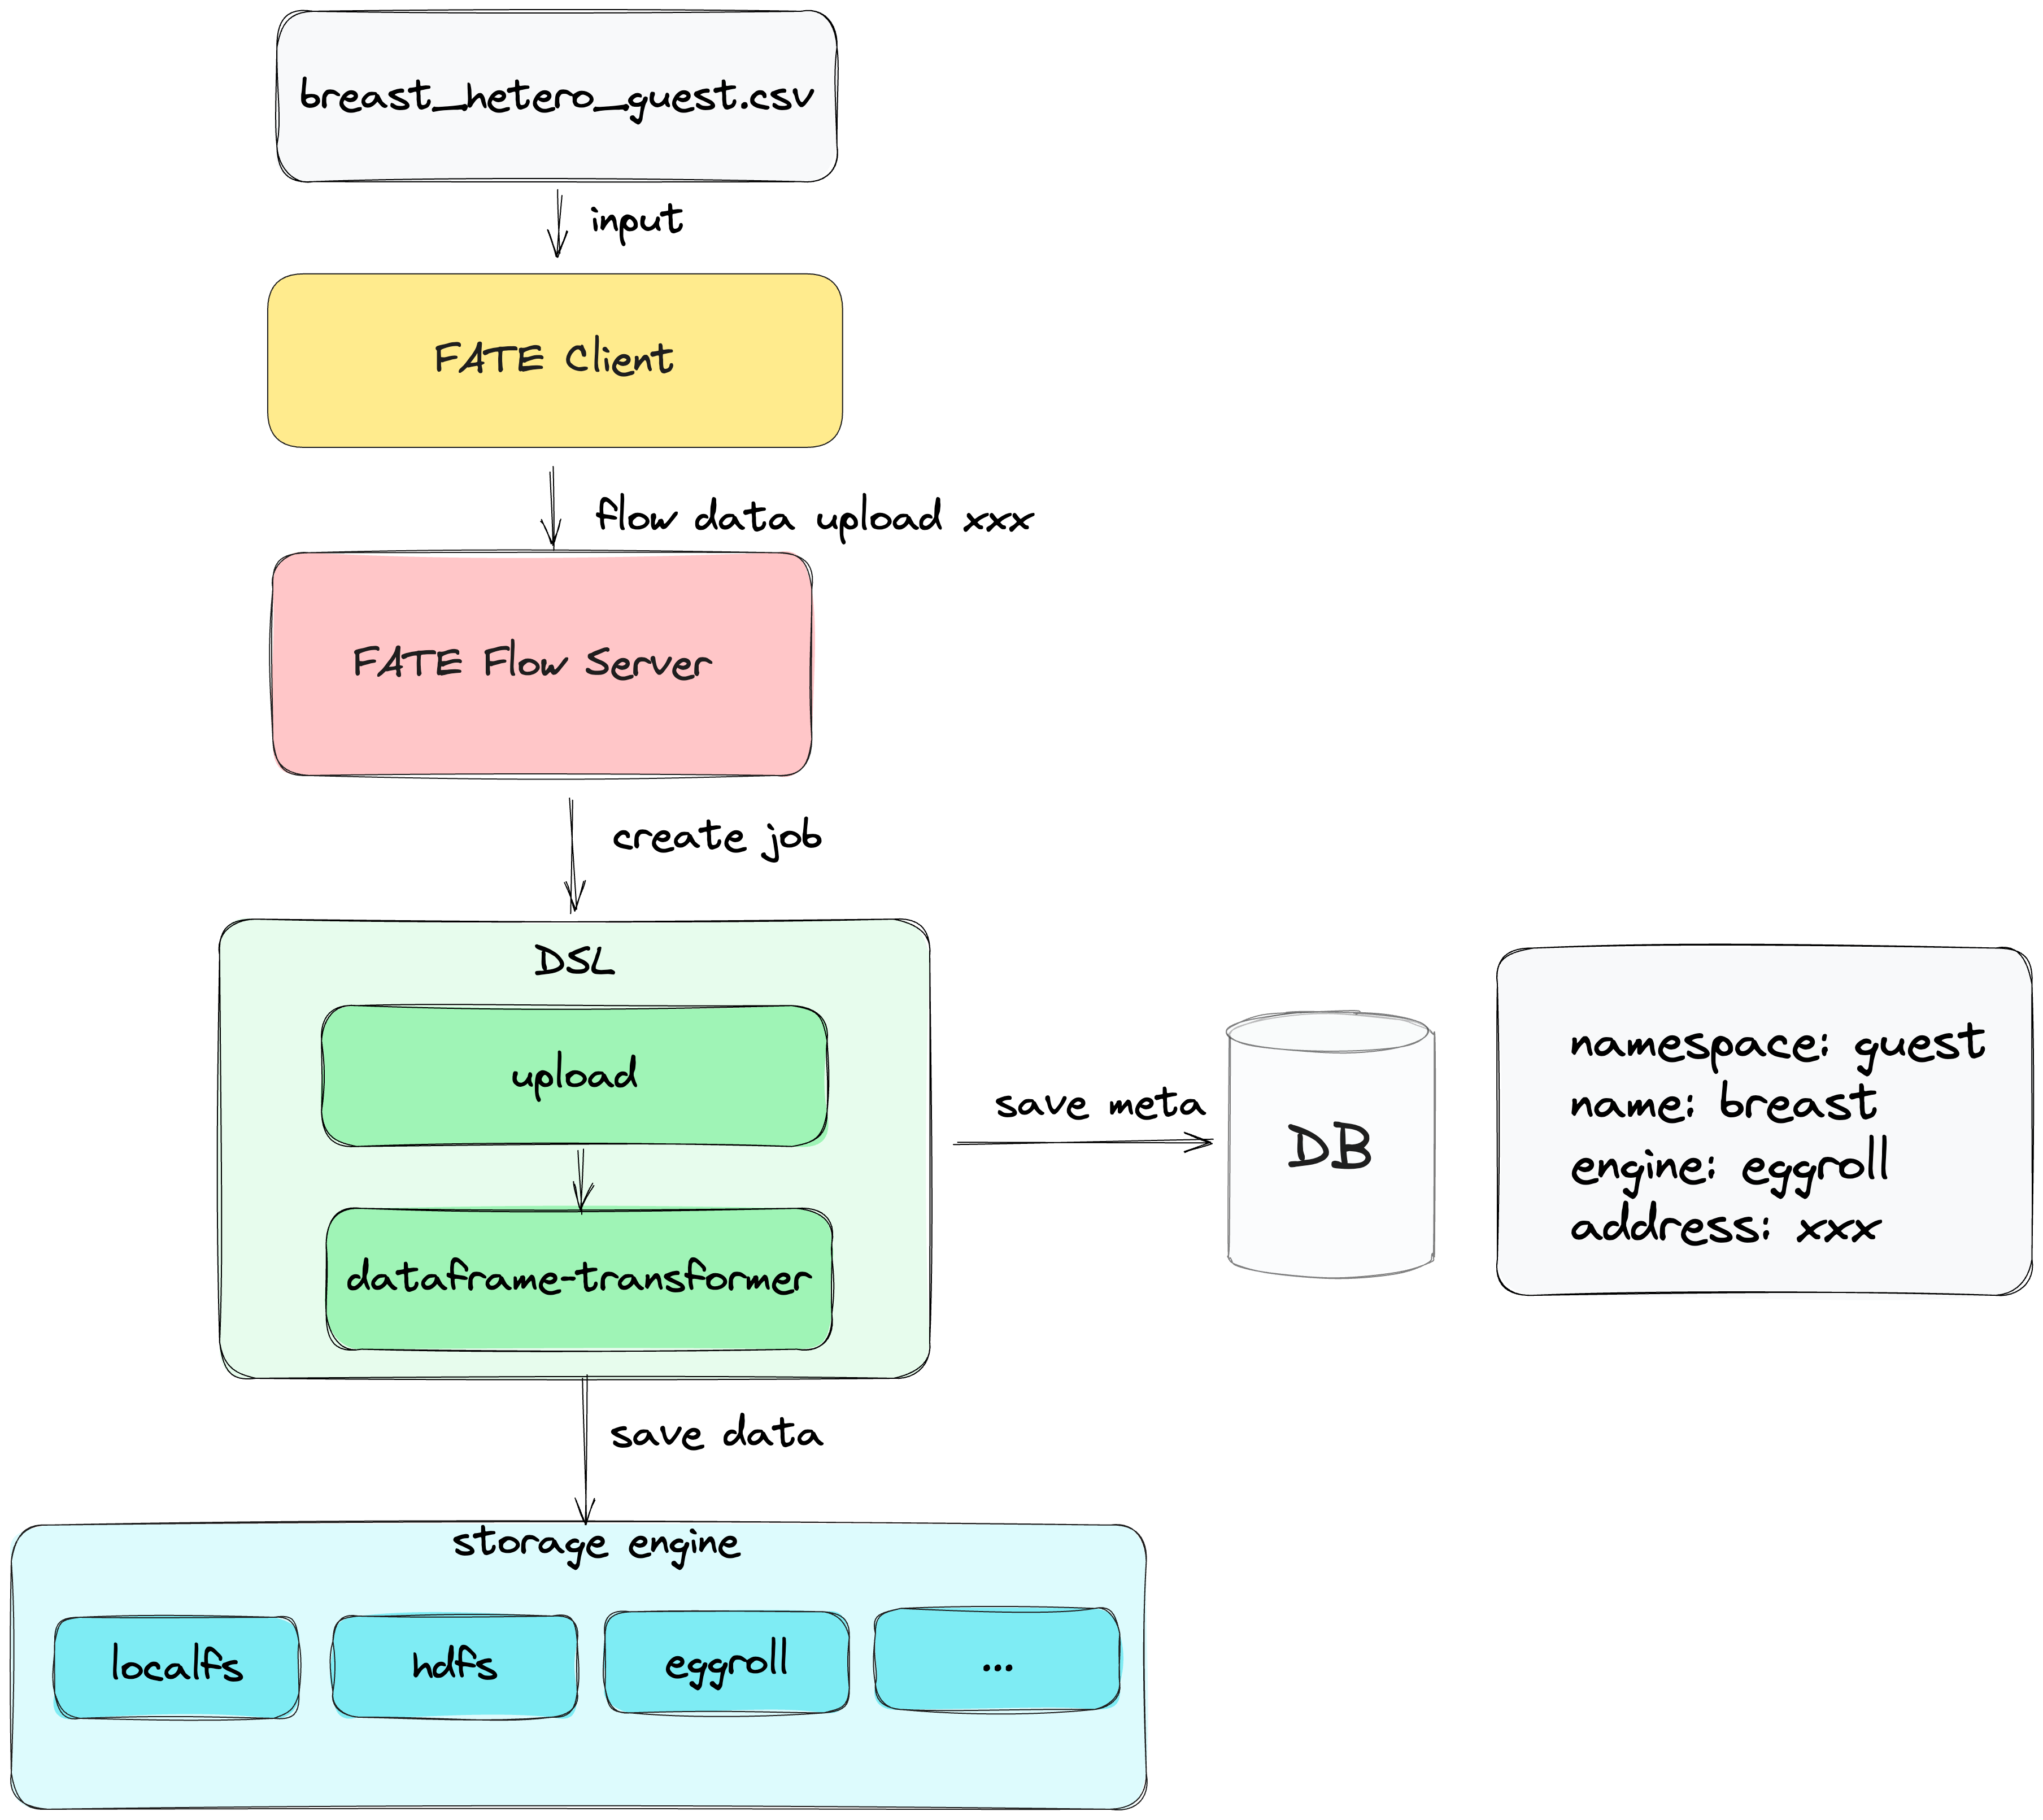 breast_hetero_guest.csv
input
FATE Client
flow data upload xxx
FATE Flow Server
create job
DSL
upload
dataframe-transformer
save meta
DB
namespace: guest
name: breast
engine: eggroll
address: xxx
save data
storage engine
localfs
hdfs
eggroll
...